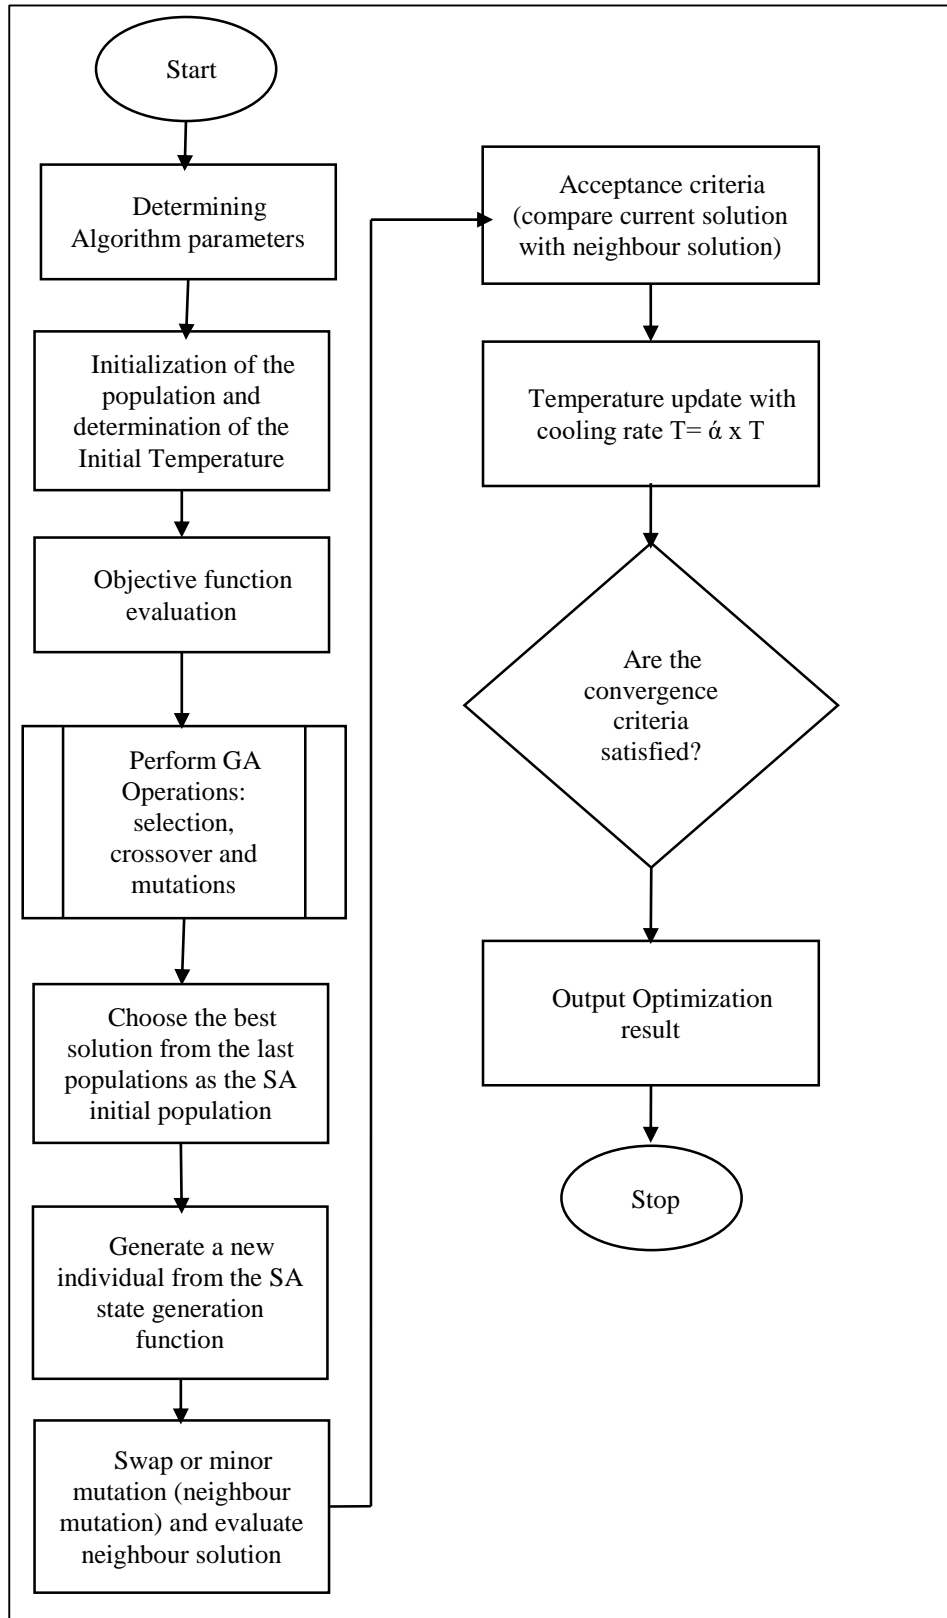 Start
Determining
Algorithm parameters
Initialization of the
population and
determination of the
Initial Temperature
Objective function
evaluation
Perform GA
Operations:
selection,
crossover and
mutations
Choose the best
solution from the last
populations as the SA
initial population
Generate a new
individual from the SA
state generation
function
Swap or minor
mutation (neighbour
mutation) and evaluate
neighbour solution
Acceptance criteria
(compare current solution
with neighbour solution)
Temperature update with
cooling rate T= ά x T
Are the
convergence
criteria
satisfied?
Output Optimization
result
Stop